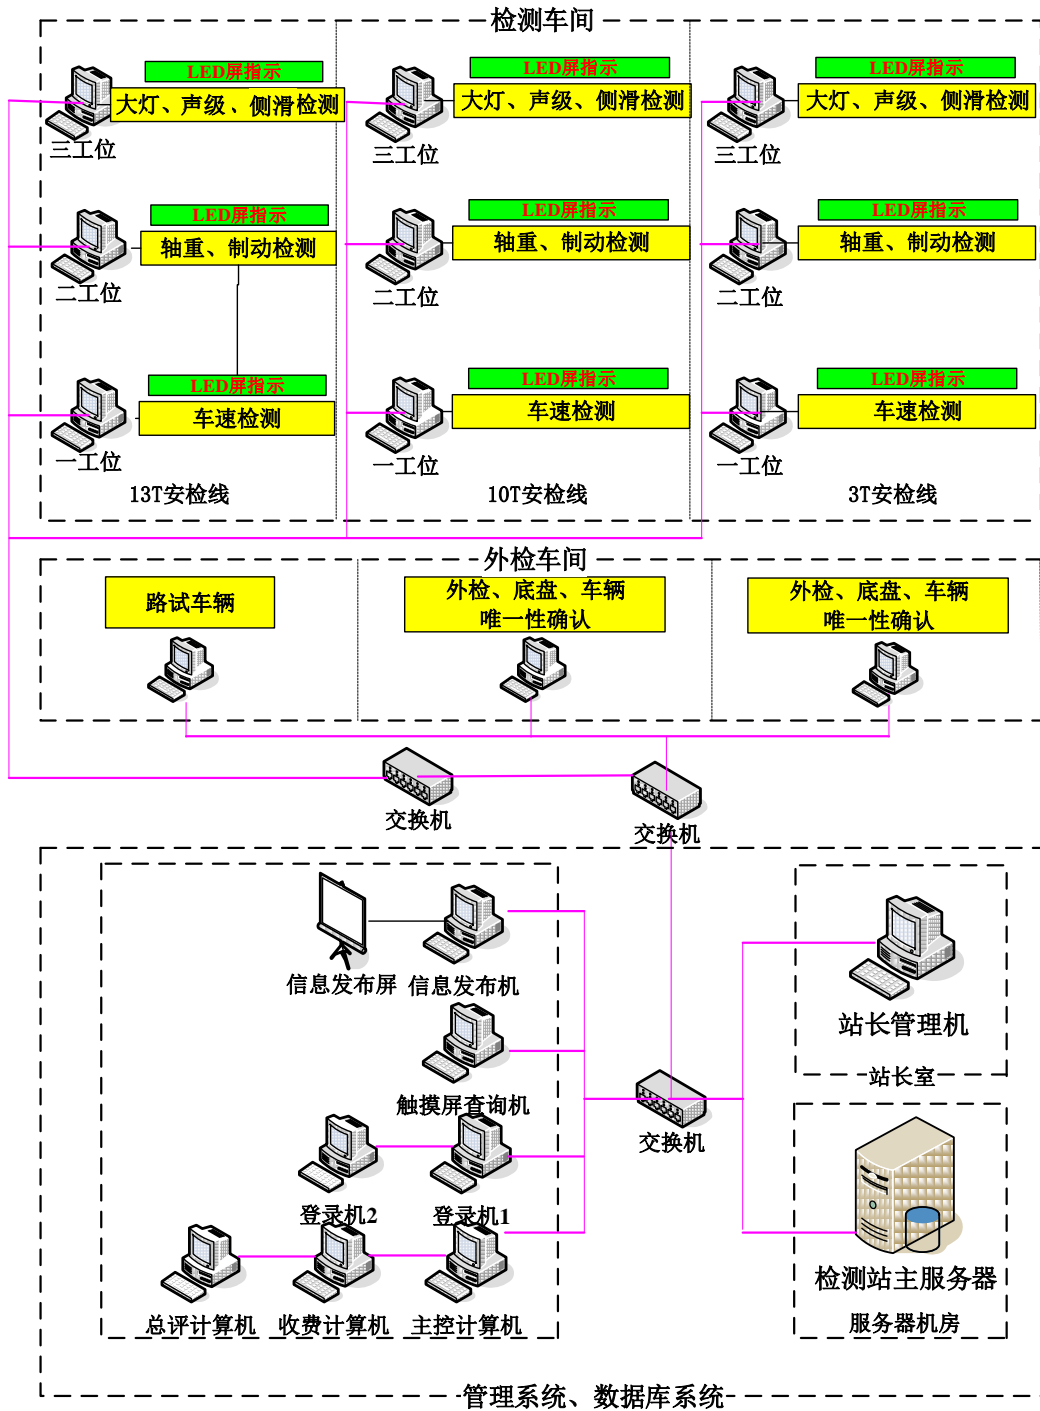 检测车间
LED屏指示
大灯、声级、侧滑检测
三工位
LED屏指示
大灯、声级、侧滑检测
三工位
LED屏指示
大灯、声级、侧滑检测
三工位
LED屏指示
轴重、制动检测
二工位
LED屏指示
轴重、制动检测
二工位
LED屏指示
轴重、制动检测
二工位
LED屏指示
车速检测
一工位
LED屏指示
车速检测
一工位
LED屏指示
车速检测
一工位
13T安检线
10T安检线
3T安检线
外检车间
路试车辆
外检、底盘、车辆
唯一性确认
外检、底盘、车辆
唯一性确认
交换机
交换机
信息发布屏
信息发布机
站长管理机
站长室
触摸屏查询机
交换机
登录机2
登录机1
检测站主服务器
服务器机房
总评计算机
收费计算机
主控计算机
管理系统、数据库系统